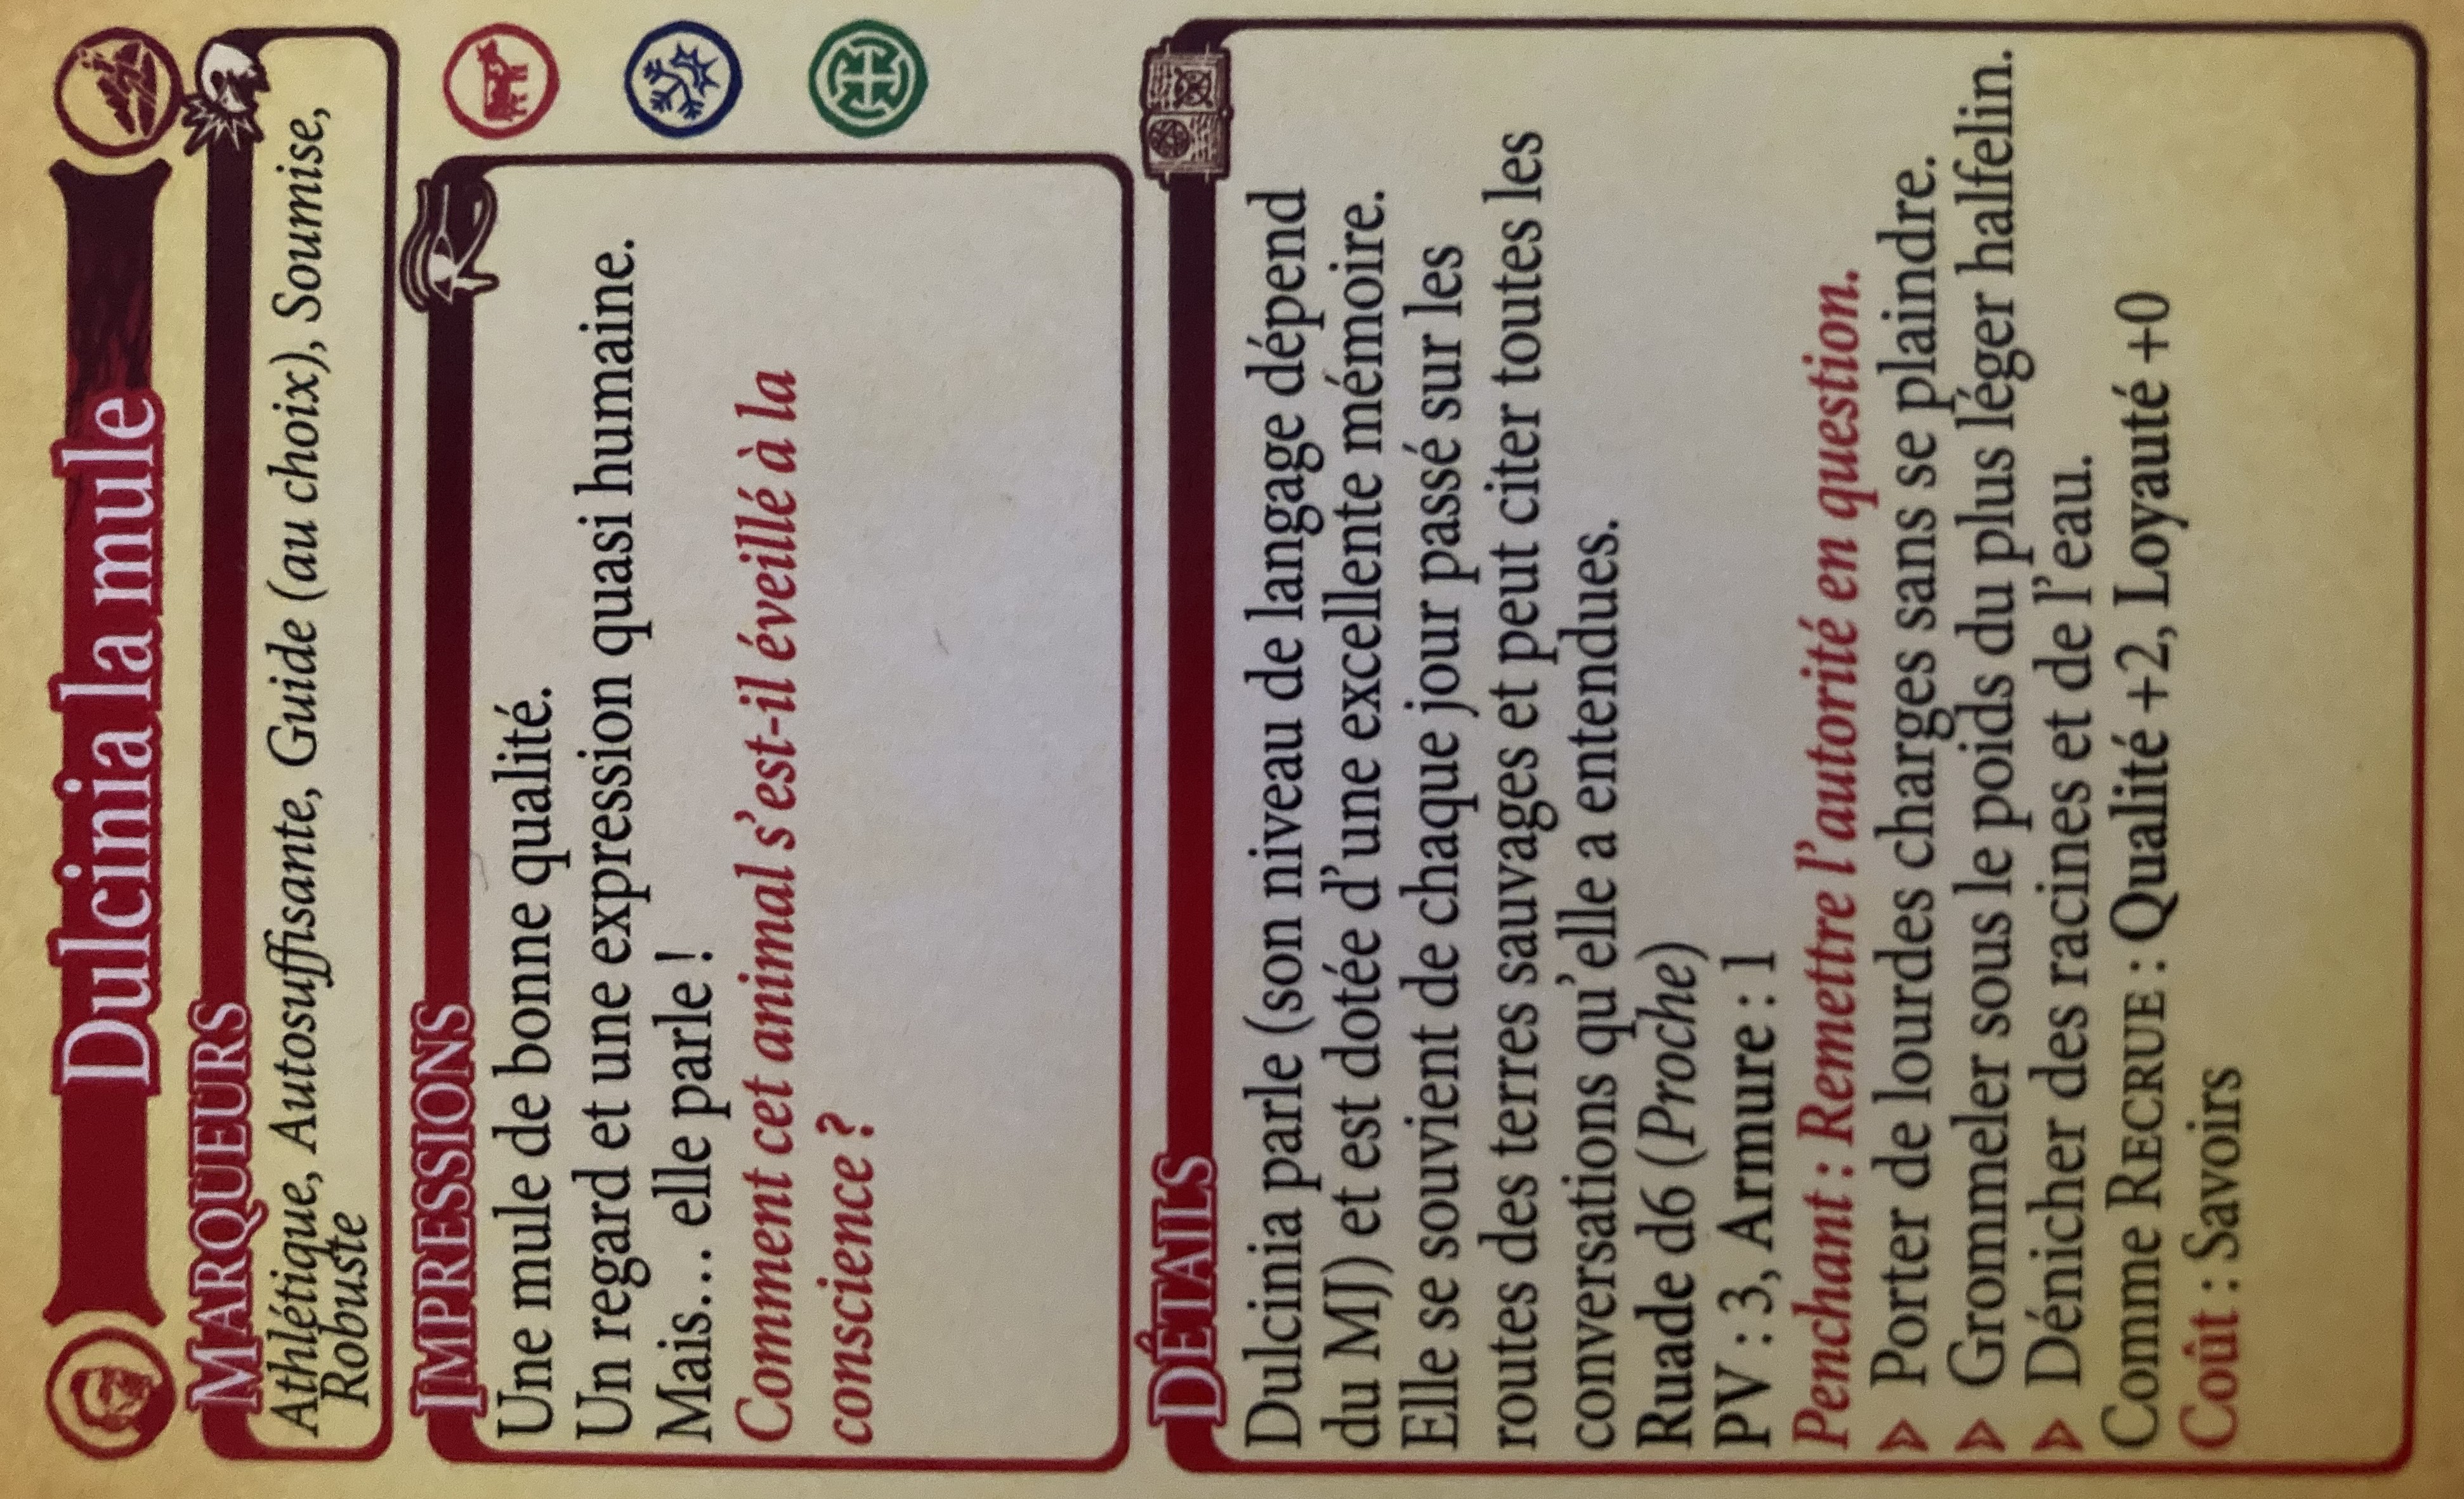 Dulcinia la mule
MARQUEURS
Athlétique, Autosuffisante, Guide (au choix), Soumise,
Robuste
IMPRESSIONS
Une mule de bonne qualité.
Un regard et une expression quasi humaine.
Mais… elle parle !
Comment cet animal s'est-il éveillé à la
conscience ?
DÉTAILS
Dulcinia parle (son niveau de langage dépend
du MJ) et est dotée d'une excellente mémoire.
Elle se souvient de chaque jour passé sur les
routes des terres sauvages et peut citer toutes les
conversations qu'elle a entendues.
Ruade d6 (Proche)
PV : 3, Armure : 1
Penchant : Remettre l'autorité en question.
Porter de lourdes charges sans se plaindre.
Grommeler sous le poids du plus léger halfelin.
Dénicher des racines et de l'eau.
Comme RECRUE : Qualité +2, Loyauté +0
Coût : Savoirs